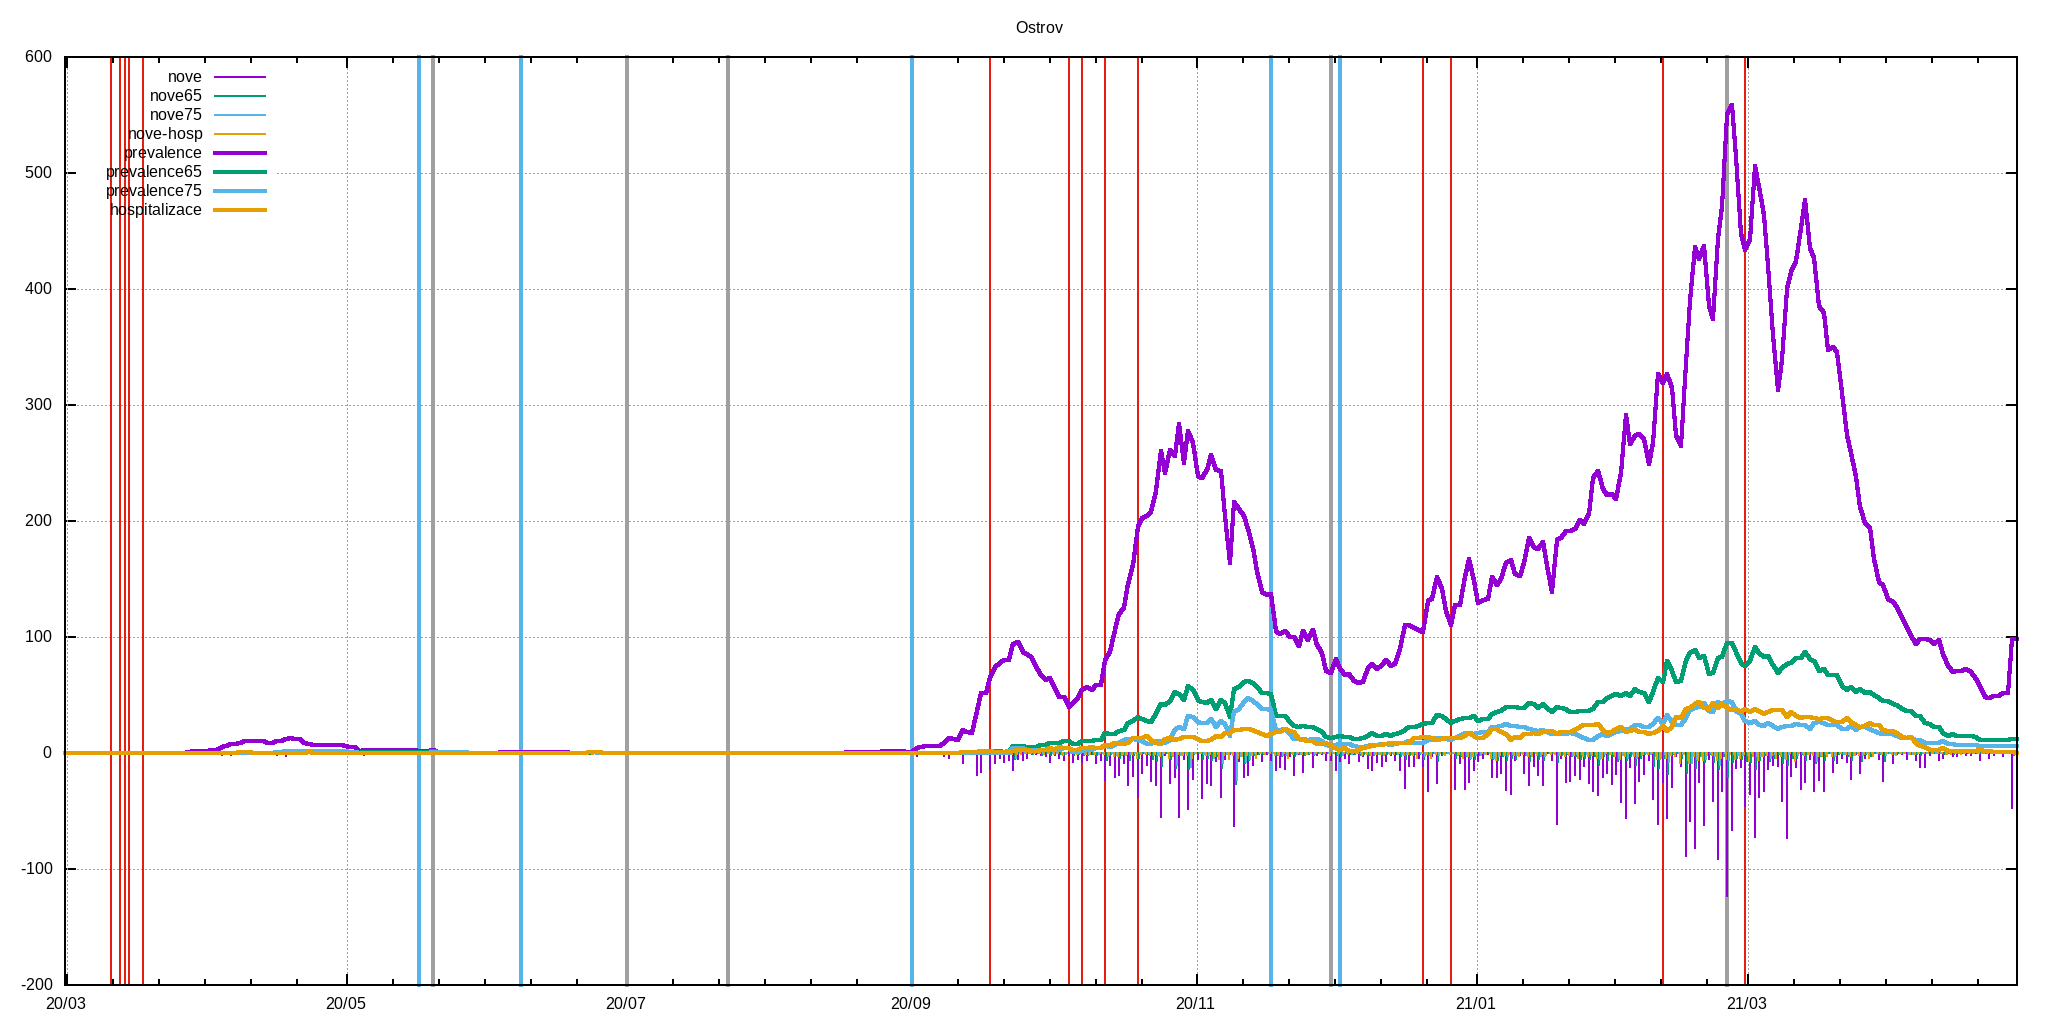 Ostrov
600
500
400
300
200
100
0
-100
-200
nove
nove65
nove75
nove-hosp
prevalence
prevalence65
prevalence75
hospitalizace
20/03 20/05 20/07 20/09 20/11 21/01 21/03